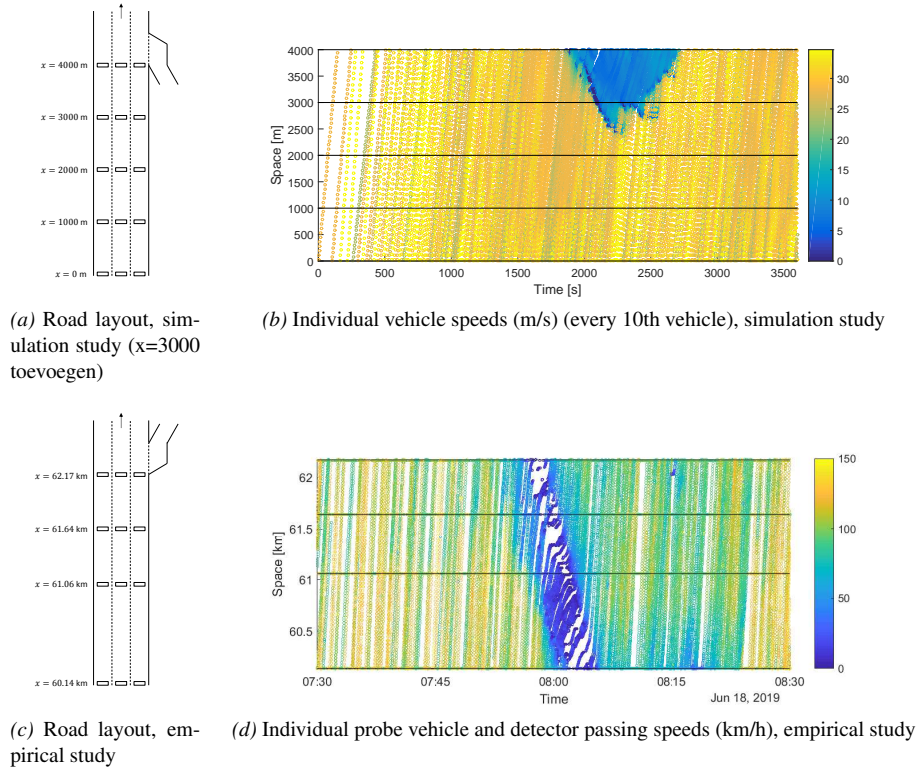 x = 4000 m
x = 3000 m
x = 2000 m
x = 1000 m
x = 0 m
4000
3500
3000
2500
2000
1500
1000
500
0
Space [m]
0 500 1000 1500 2000 2500 3000 3500
Time [s]
30
25
20
15
10
5
0
(a) Road layout, sim-
ulation study (x=3000
toevoegen)
(b) Individual vehicle speeds (m/s) (every 10th vehicle), simulation study
x = 62.17 km
x = 61.64 km
x = 61.06 km
x = 60.14 km
62
61.5
61
60.5
Space [km]
07:30 07:45 08:00 08:15 08:30
Time
Jun 18, 2019
150
100
50
0
(c) Road layout, em-
pirical study
(d) Individual probe vehicle and detector passing speeds (km/h), empirical study